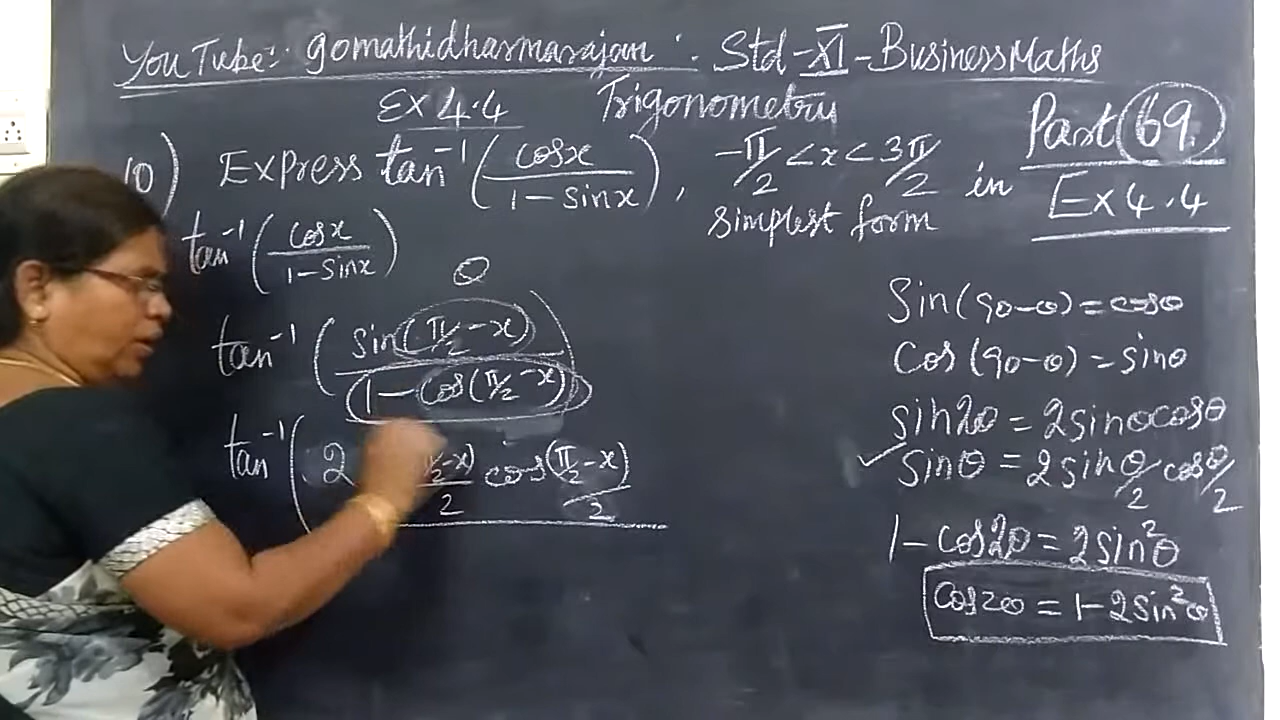 YouTube: gomathidharmarajan : Std-XI-BusinessMaths
Ex 4.4 Trigonometry
Part 69.
Ex 4.4
10) Express tan⁻¹(cosx/1-sinx), -π/2 < x < 3π/2 in
simplest form
tan⁻¹(cosx/1-sinx)
θ
tan⁻¹(sin(π/2-x)/1-cos(π/2-x))
tan⁻¹(2 π/2-x)/2 cos(π/2-x)/2
Sin(90-θ)=cosθ
cos(90-θ)=sinθ
sin2θ=2sinθcosθ
✓sinθ=2sinθ/2 cosθ/2
1-cos2θ=2sin²θ
cos2θ=1-2sin²θ